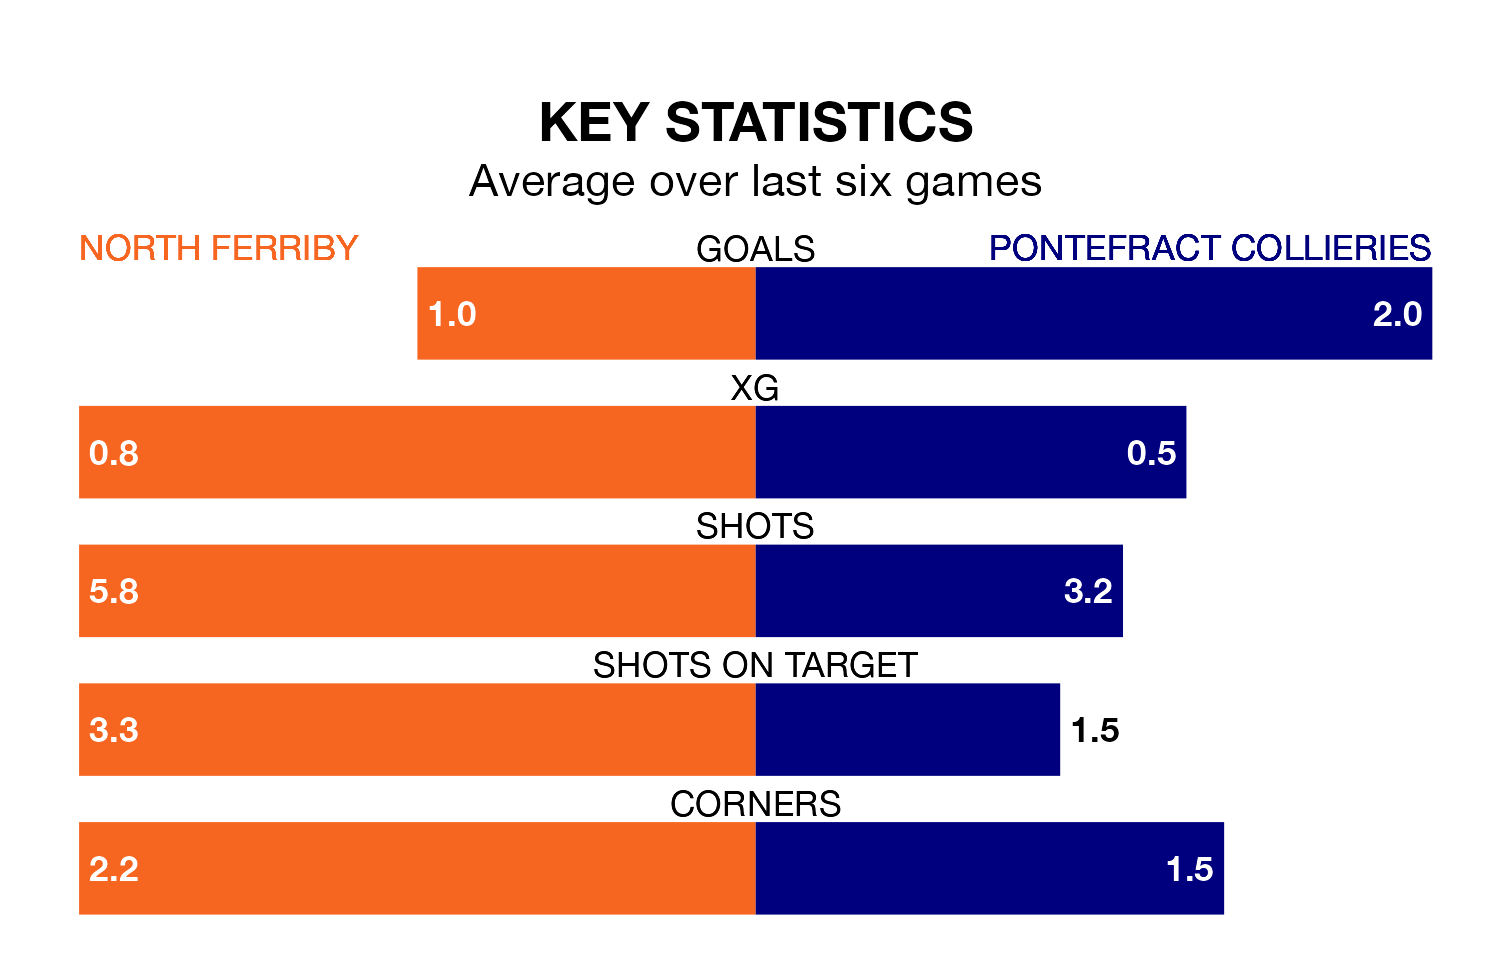 KEY STATISTICS
Average over last six games
NORTH FERRIBY GOALS PONTEFRACT COLLIERIES
1.0 2.0
XG
0.8 0.5
SHOTS
5.8 3.2
SHOTS ON TARGET
3.3 1.5
CORNERS
2.2 1.5